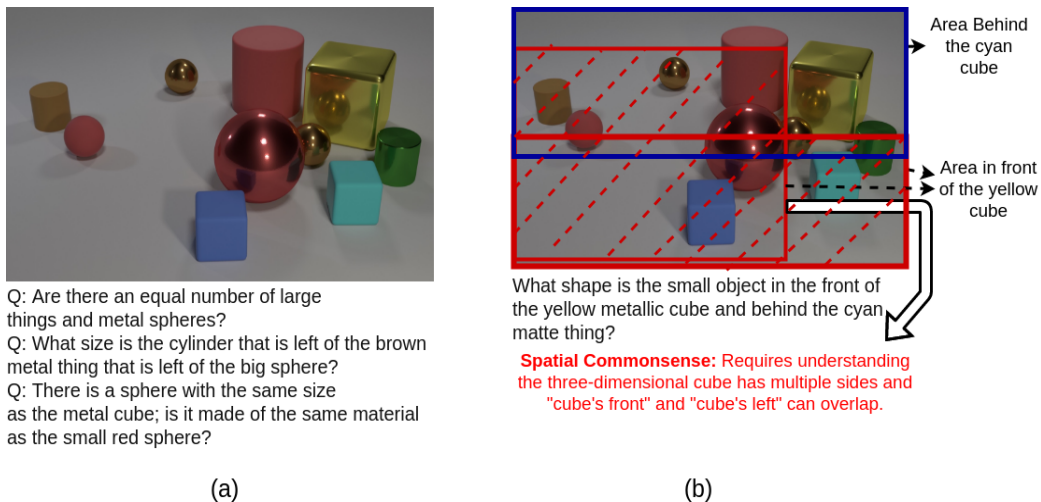 Q: Are there an equal number of large
things and metal spheres?
Q: What size is the cylinder that is left of the brown
metal thing that is left of the big sphere?
Q: There is a sphere with the same size
as the metal cube; is it made of the same material
as the small red sphere?
(a)
Area Behind
the cyan
cube
Area in front
of the yellow
cube
What shape is the small object in the front of
the yellow metallic cube and behind the cyan
matte thing?
Spatial Commonsense: Requires understanding
the three-dimensional cube has multiple sides and
"cube's front" and "cube's left" can overlap.
(b)